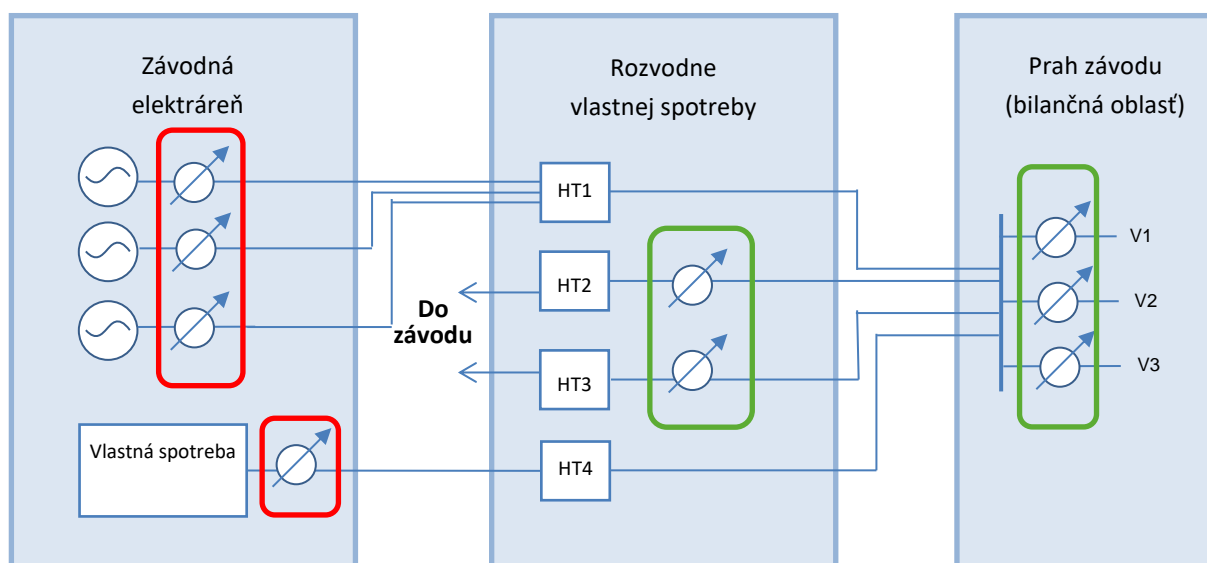 Závodná
elektráreň
Rozvodne
vlastnej spotreby
Prah závodu
(bilančná oblasť)
HT1
HT2
HT3
HT4
Do
závodu
Vlastná spotreba
V1
V2
V3